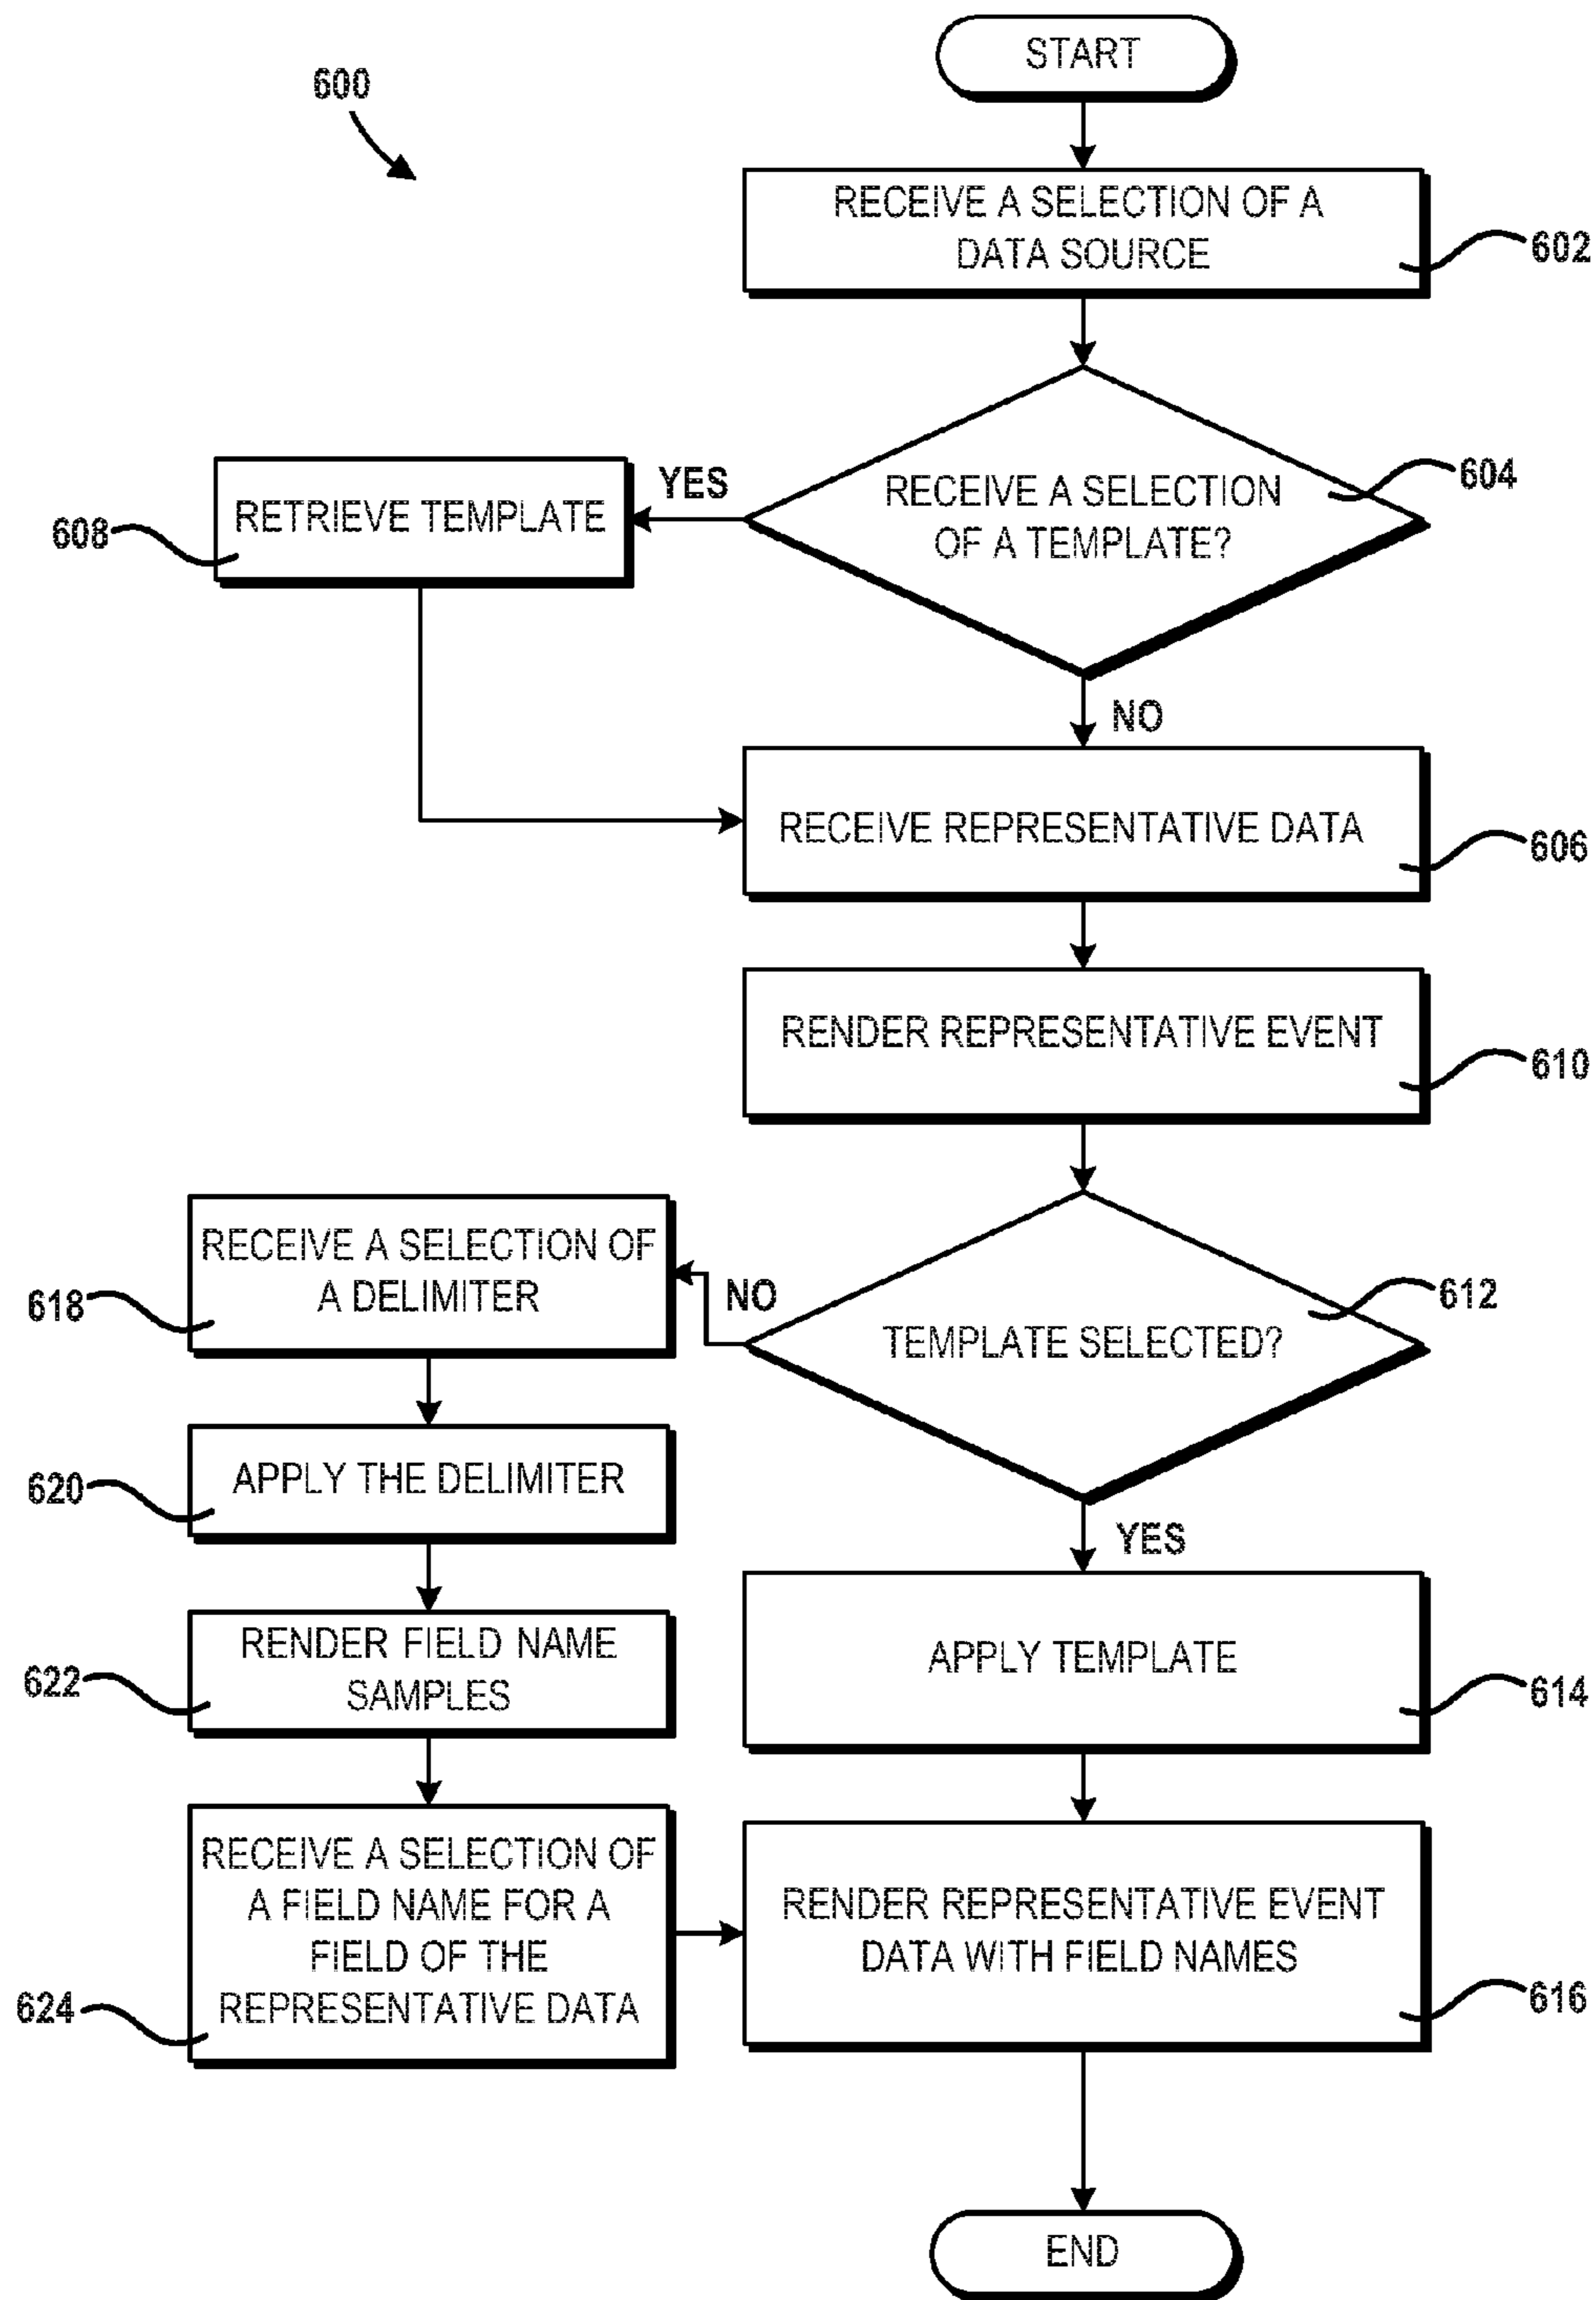 START
600
RECEIVE A SELECTION OF A
DATA SOURCE
602
RECEIVE A SELECTION
OF A TEMPLATE?
604
YES
RETRIEVE TEMPLATE
608
NO
RECEIVE REPRESENTATIVE DATA
606
RENDER REPRESENTATIVE EVENT
610
TEMPLATE SELECTED?
612
NO
RECEIVE A SELECTION OF
A DELIMITER
618
APPLY THE DELIMITER
620
YES
RENDER FIELD NAME
SAMPLES
622
APPLY TEMPLATE
614
RECEIVE A SELECTION OF
A FIELD NAME FOR A
FIELD OF THE
REPRESENTATIVE DATA
624
RENDER REPRESENTATIVE EVENT
DATA WITH FIELD NAMES
616
END